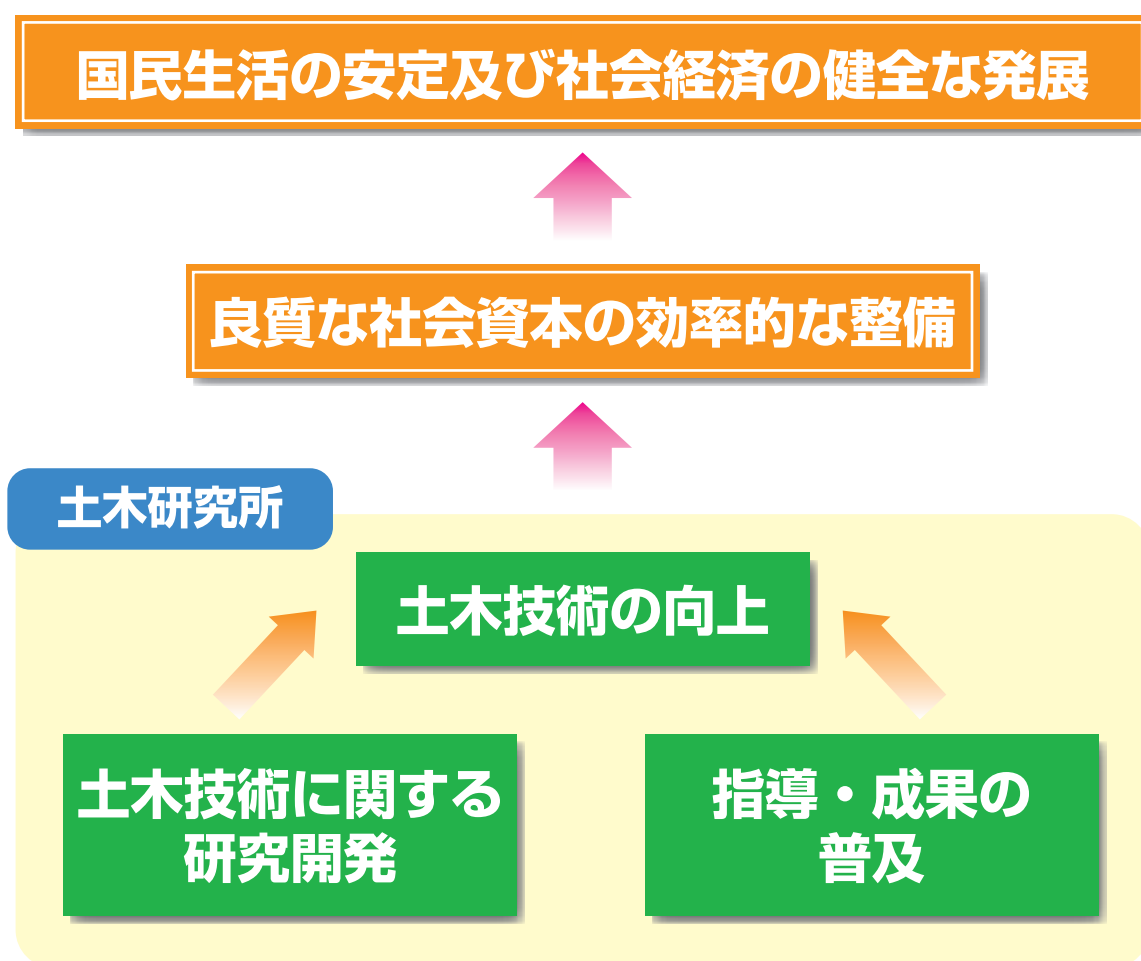 国民生活の安定及び社会経済の健全な発展
良質な社会資本の効率的な整備
土木研究所
土木技術の向上
土木技術に関する
研究開発
指導・成果の
普及